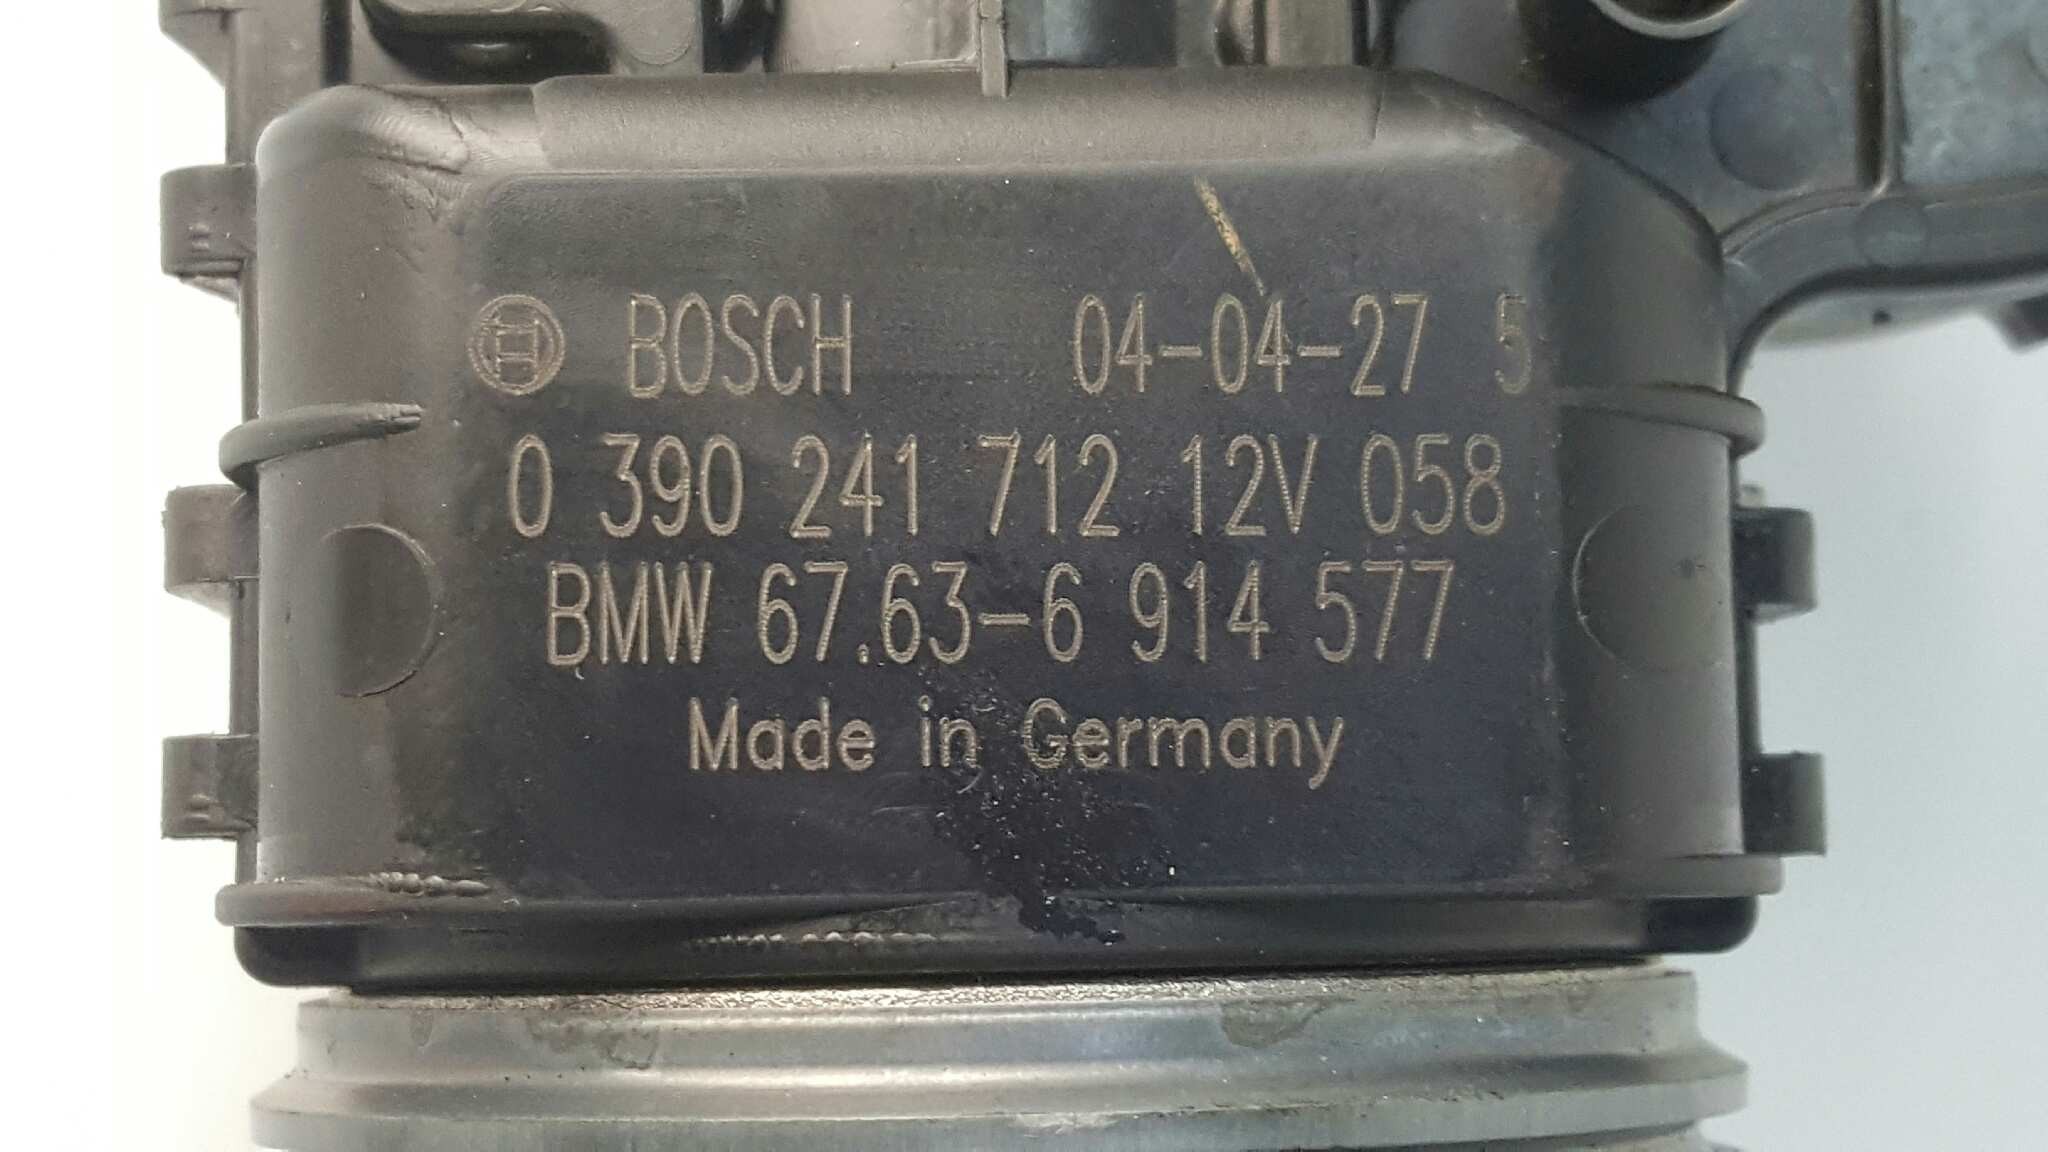 BOSCH 04-04-27 5
0 390 241 712 12V 058
BMW 67.63-6 914 577
Made in Germany